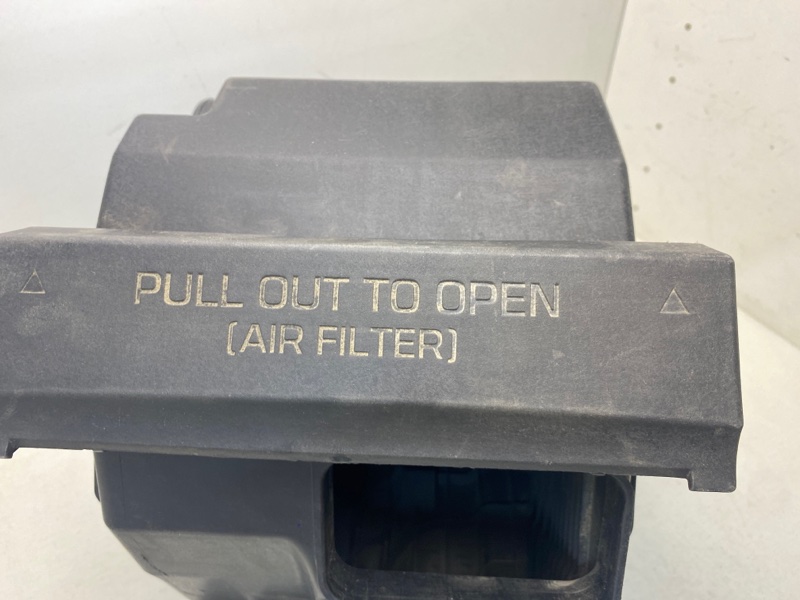 PULL OUT TO OPEN
(AIR FILTER)